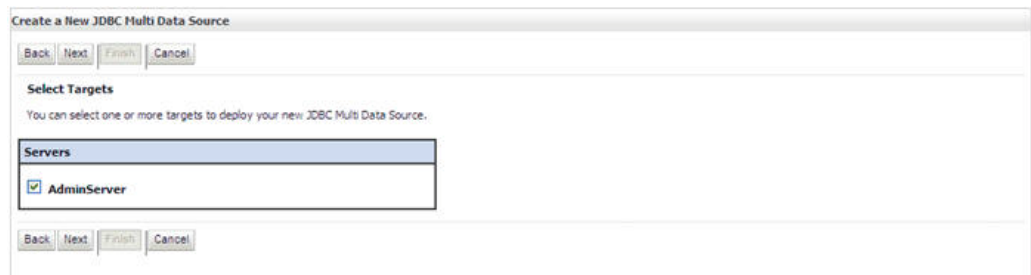 Create a New JDBC Multi Data Source
Back Next Finish Cancel
Select Targets
You can select one or more targets to deploy your new JDBC Multi Data Source.
Servers
AdminServer
Back Next Finish Cancel